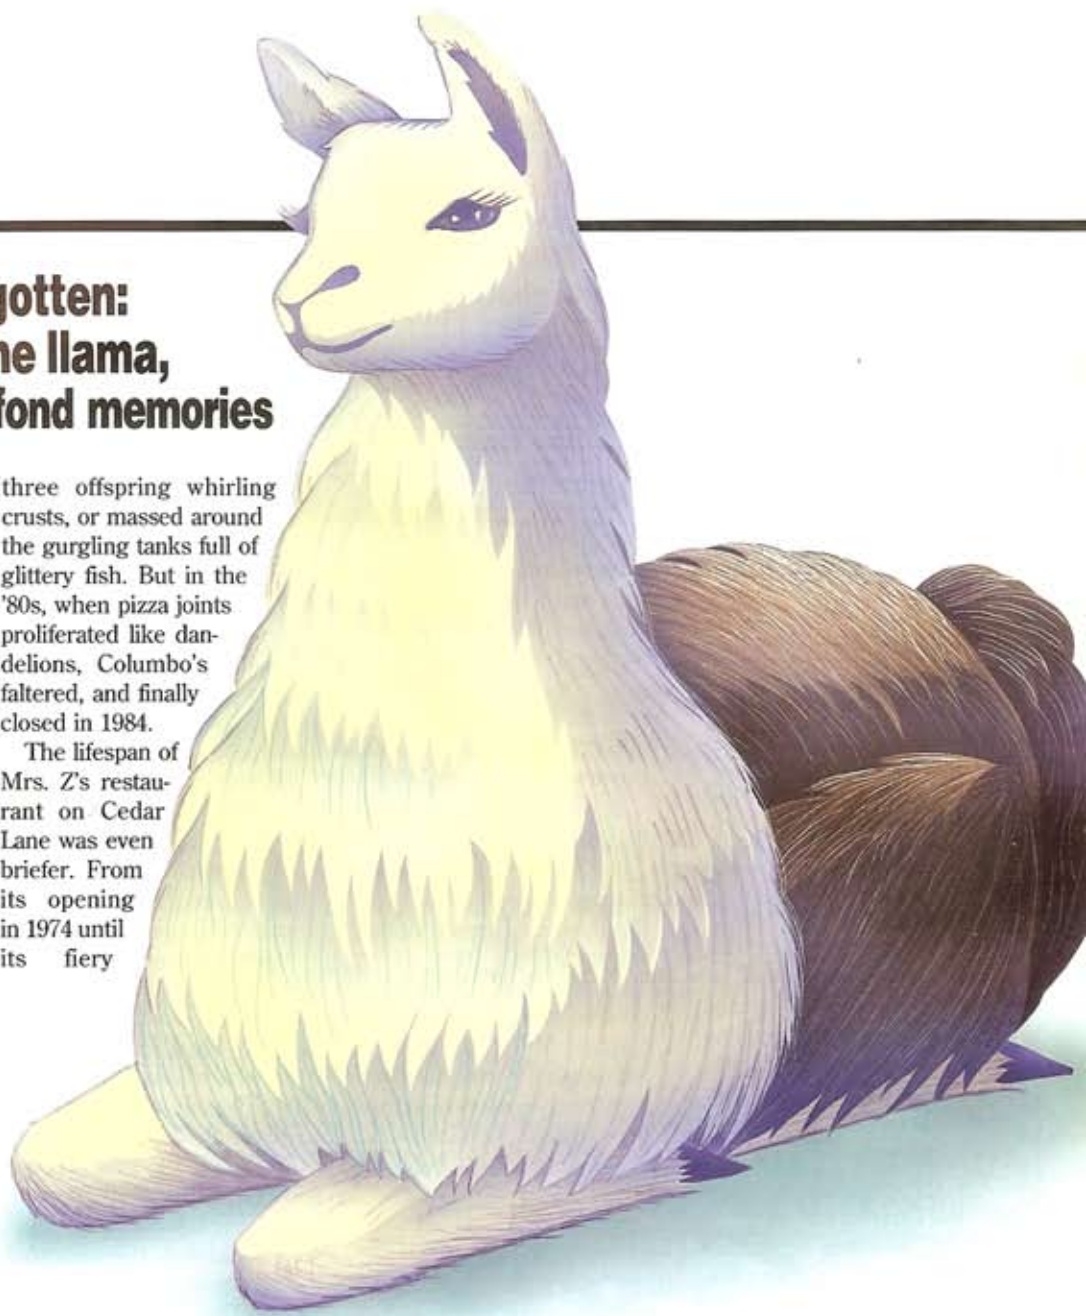 gotten:
he llama,
fond memories
three offspring whirling
crusts, or massed around
the gurgling tanks full of
glittery fish. But in the
'80s, when pizza joints
proliferated like dan-
delions, Columbo's
faltered, and finally
closed in 1984.
The lifespan of
Mrs. Z's restau-
rant on Cedar
Lane was even
briefer. From
its opening
in 1974 until
its fiery